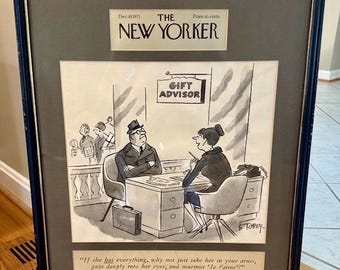 Dec. 10, 1973
THE
Price 50 cents
NEW YORKER
GIFT
ADVISOR
"If she has everything, why not just take her in your arms,
gaze deeply into her eyes, and murmur 'Je t'aime'?"